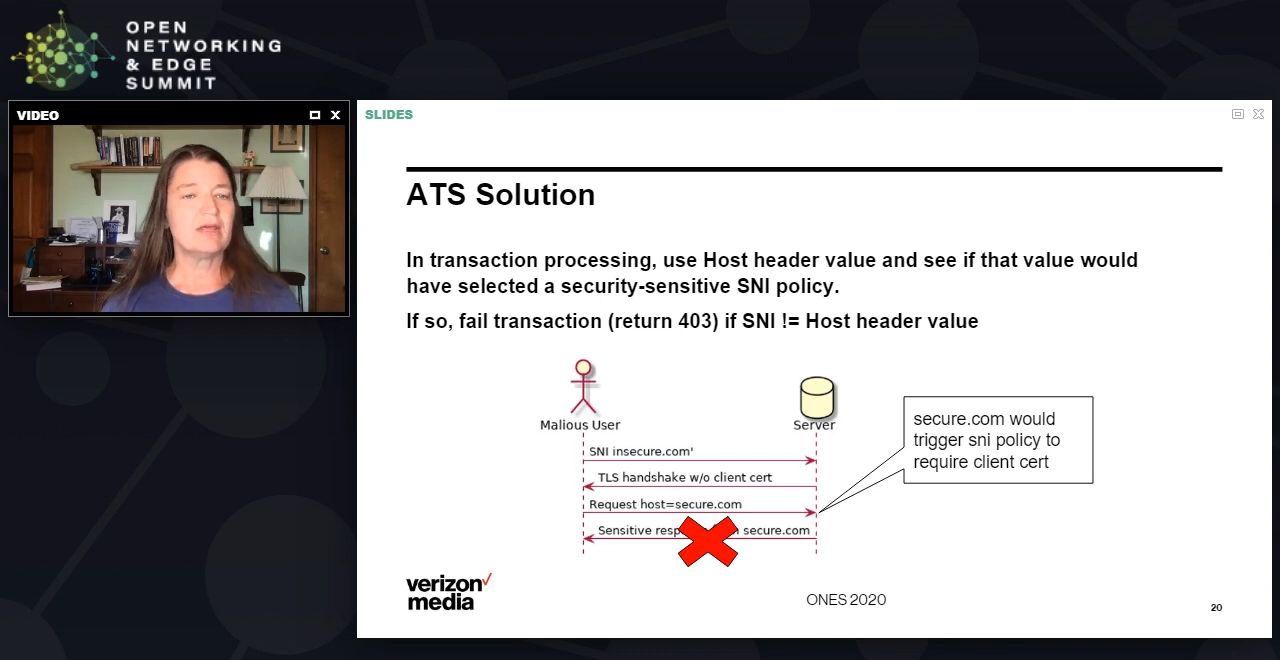 OPEN
NETWORKING
& EDGE
SUMMIT
VIDEO
SLIDES
ATS Solution
In transaction processing, use Host header value and see if that value would
have selected a security-sensitive SNI policy.
If so, fail transaction (return 403) if SNI != Host header value
Malious User
Server
SNI insecure.com'
TLS handshake w/o client cert
Request host=secure.com
Sensitive secure.com
secure.com would
trigger sni policy to
require client cert
verizon
media
ONES 2020
20